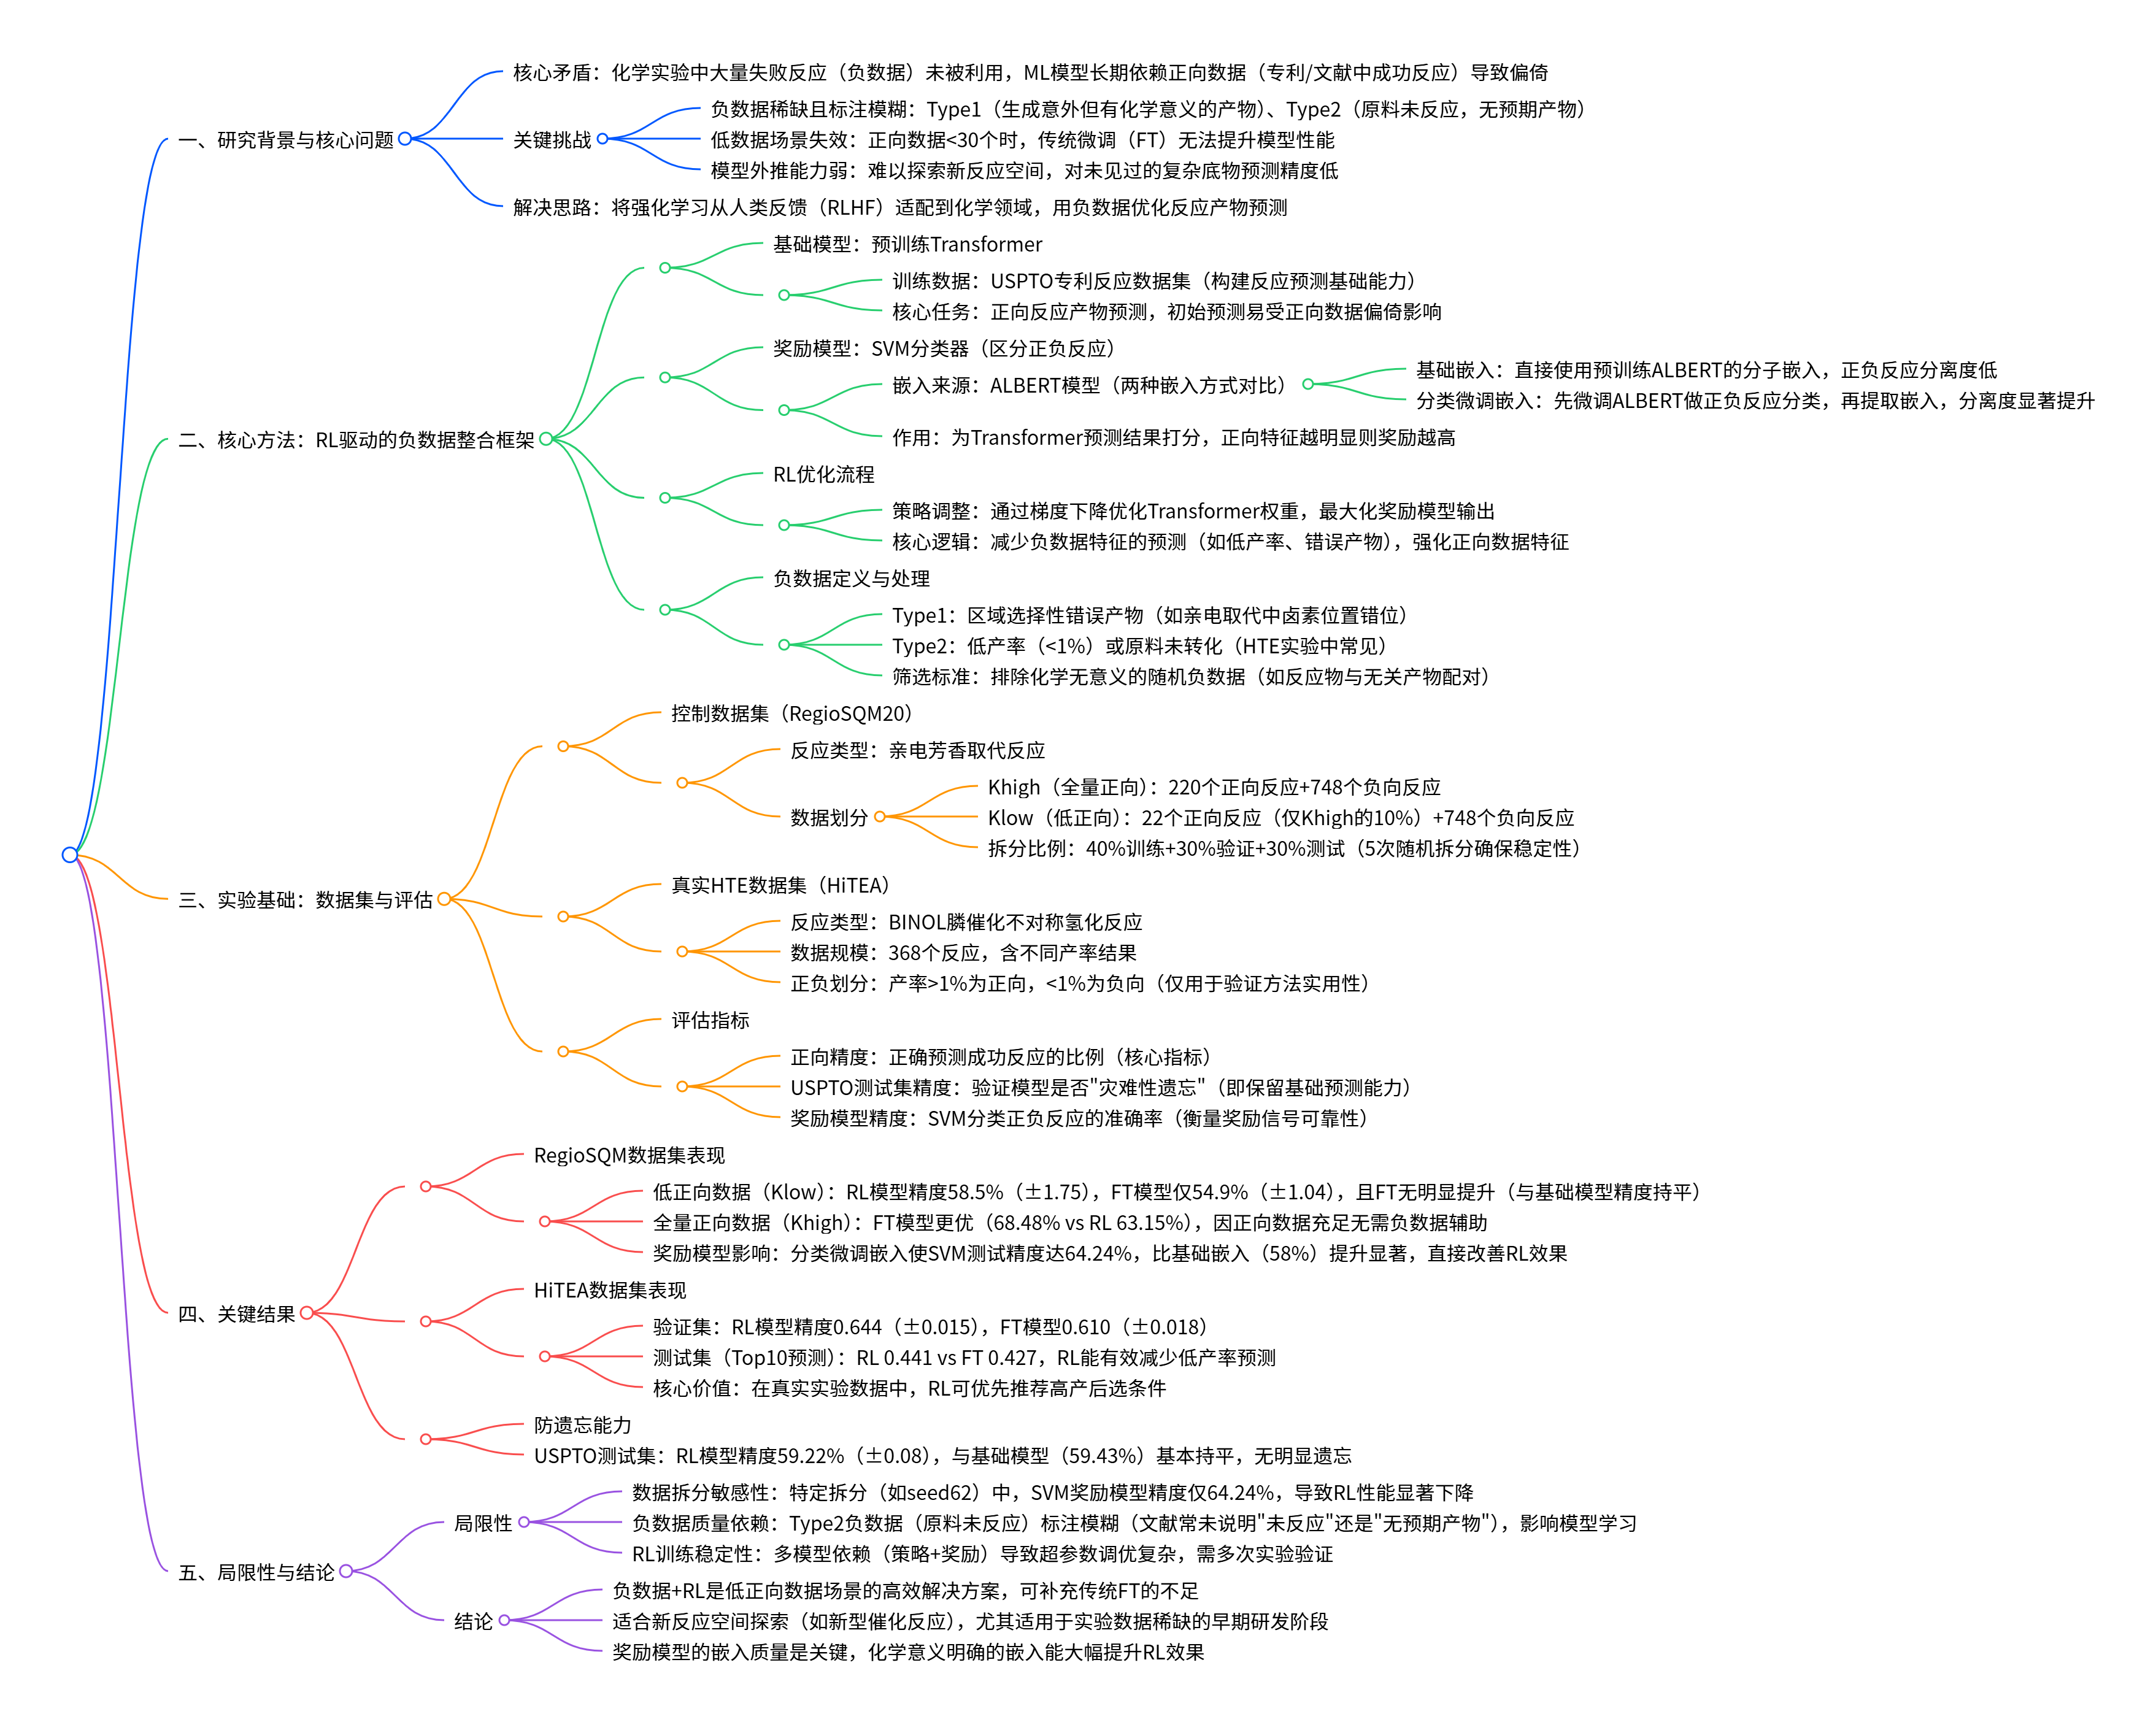 核心矛盾：化学实验中大量失败反应（负数据）未被利用，ML模型长期依赖正向数据（专利/文献中成功反应）导致偏倚
负数据稀缺且标注模糊：Type1（生成意外但有化学意义的产物）、Type2（原料未反应，无预期产物）
一、研究背景与核心问题
关键挑战
低数据场景失效：正向数据<30个时，传统微调（FT）无法提升模型性能
模型外推能力弱：难以探索新反应空间，对未见过的复杂底物预测精度低
解决思路：将强化学习从人类反馈（RLHF）适配到化学领域，用负数据优化反应产物预测
基础模型：预训练Transformer
训练数据：USPTO专利反应数据集（构建反应预测基础能力）
核心任务：正向反应产物预测，初始预测易受正向数据偏倚影响
奖励模型：SVM分类器（区分正负反应）
嵌入来源：ALBERT模型（两种嵌入方式对比）
基础嵌入：直接使用预训练ALBERT的分子嵌入，正负反应分离度低
分类微调嵌入：先微调ALBERT做正负反应分类，再提取嵌入，分离度显著提升
二、核心方法：RL驱动的负数据整合框架
作用：为Transformer预测结果打分，正向特征越明显则奖励越高
RL优化流程
策略调整：通过梯度下降优化Transformer权重，最大化奖励模型输出
核心逻辑：减少负数据特征的预测（如低产率、错误产物），强化正向数据特征
负数据定义与处理
Type1：区域选择性错误产物（如亲电取代中卤素位置错位）
Type2：低产率（<1%）或原料未转化（HTE实验中常见）
筛选标准：排除化学无意义的随机负数据（如反应物与无关产物配对）
控制数据集（RegioSQM20）
反应类型：亲电芳香取代反应
数据划分
Khigh（全量正向）：220个正向反应+748个负向反应
Klow（低正向）：22个正向反应（仅Khigh的10%）+748个负向反应
拆分比例：40%训练+30%验证+30%测试（5次随机拆分确保稳定性）
三、实验基础：数据集与评估
真实HTE数据集（HiTEA）
反应类型：BINOL膦催化不对称氢化反应
数据规模：368个反应，含不同产率结果
正负划分：产率>1%为正向，<1%为负向（仅用于验证方法实用性）
评估指标
正向精度：正确预测成功反应的比例（核心指标）
USPTO测试集精度：验证模型是否"灾难性遗忘"（即保留基础预测能力）
奖励模型精度：SVM分类正负反应的准确率（衡量奖励信号可靠性）
RegioSQM数据集表现
低正向数据（Klow）：RL模型精度58.5%（±1.75），FT模型仅54.9%（±1.04），且FT无明显提升（与基础模型精度持平）
全量正向数据（Khigh）：FT模型更优（68.48% vs RL 63.15%），因正向数据充足无需负数据辅助
奖励模型影响：分类微调嵌入使SVM测试精度达64.24%，比基础嵌入（58%）提升显著，直接改善RL效果
四、关键结果
HiTEA数据集表现
验证集：RL模型精度0.644（±0.015），FT模型0.610（±0.018）
测试集（Top10预测）：RL 0.441 vs FT 0.427，RL能有效减少低产率预测
核心价值：在真实实验数据中，RL可优先推荐高产后选条件
防遗忘能力
USPTO测试集：RL模型精度59.22%（±0.08），与基础模型（59.43%）基本持平，无明显遗忘
五、局限性与结论
局限性
数据拆分敏感性：特定拆分（如seed62）中，SVM奖励模型精度仅64.24%，导致RL性能显著下降
负数据质量依赖：Type2负数据（原料未反应）标注模糊（文献常未说明"未反应"还是"无预期产物"），影响模型学习
RL训练稳定性：多模型依赖（策略+奖励）导致超参数调优复杂，需多次实验验证
结论
负数据+RL是低正向数据场景的高效解决方案，可补充传统FT的不足
适合新反应空间探索（如新型催化反应），尤其适用于实验数据稀缺的早期研发阶段
奖励模型的嵌入质量是关键，化学意义明确的嵌入能大幅提升RL效果